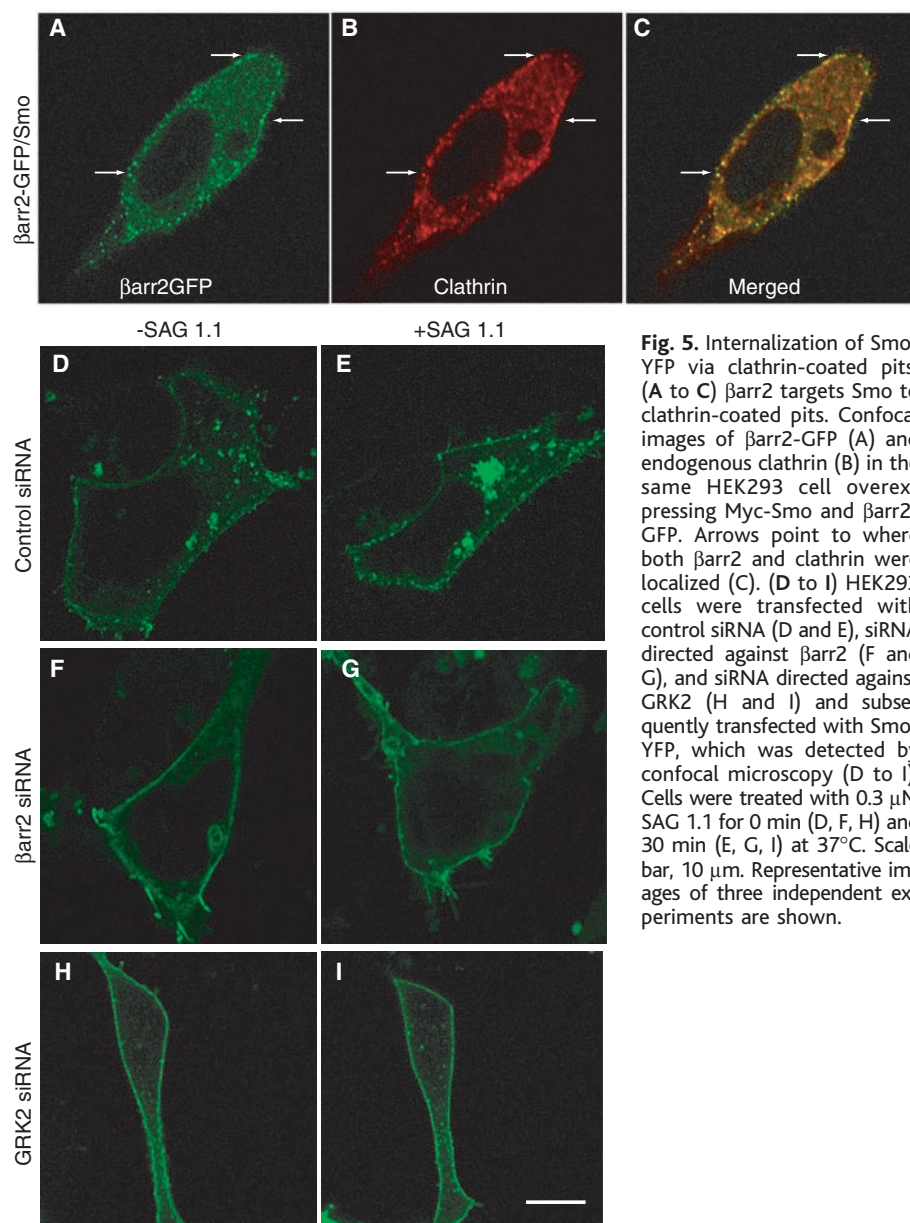 A
B
C
βarr2-GFP/Smo
βarr2GFP
Clathrin
Merged
-SAG 1.1
+SAG 1.1
D
E
Control siRNA
F
G
βarr2 siRNA
H
I
GRK2 siRNA
Fig. 5. Internalization of Smo
YFP via clathrin-coated pits
(A to C) βarr2 targets Smo to
clathrin-coated pits. Confoca
images of βarr2-GFP (A) and
endogenous clathrin (B) in the
same HEK293 cell overex
pressing Myc-Smo and βarr2
GFP. Arrows point to where
both βarr2 and clathrin were
localized (C). (D to I) HEK293
cells were transfected with
control siRNA (D and E), siRNA
directed against βarr2 (F and
G), and siRNA directed against
GRK2 (H and I) and subse
quently transfected with Smo
YFP, which was detected by
confocal microscopy (D to I)
Cells were treated with 0.3 μM
SAG 1.1 for 0 min (D, F, H) and
30 min (E, G, I) at 37°C. Scale
bar, 10 μm. Representative im
ages of three independent ex
periments are shown.